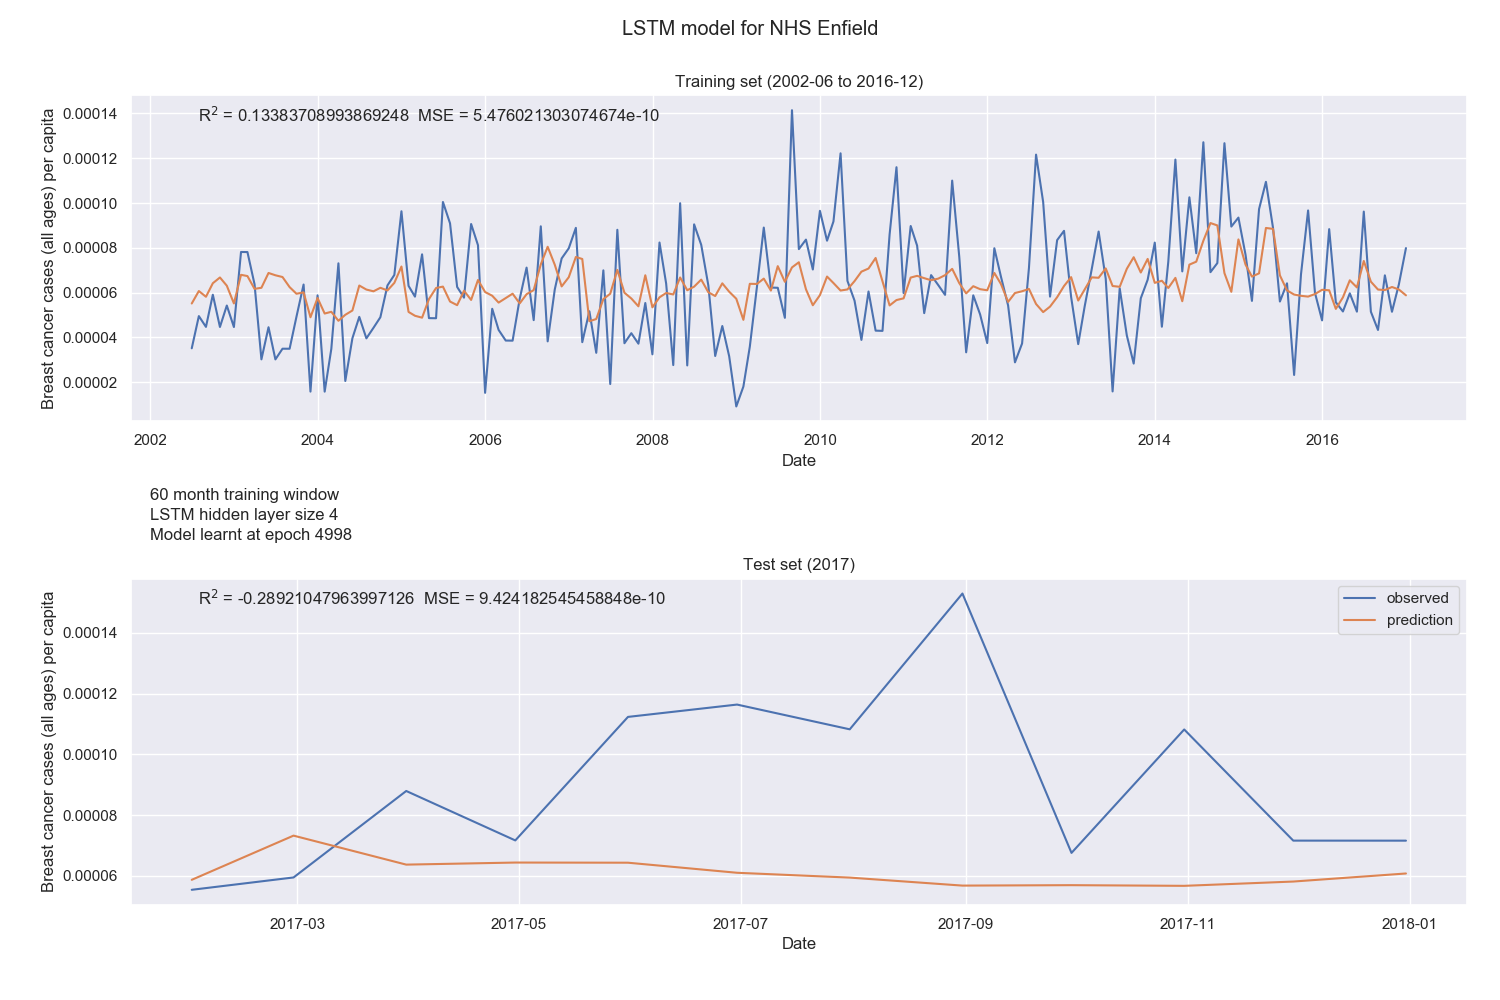 LSTM model for NHS Enfield
Training set (2002-06 to 2016-12)
R² = 0.13383708993869248 MSE = 5.476021303074674e-10
Breast cancer cases (all ages) per capita
0.00014
0.00012
0.00010
0.00008
0.00006
0.00004
0.00002
2002 2004 2006 2008 2010 2012 2014 2016
Date
60 month training window
LSTM hidden layer size 4
Model learnt at epoch 4998
Test set (2017)
R² = -0.28921047963997126 MSE = 9.424182545458848e-10
observed
prediction
Breast cancer cases (all ages) per capita
0.00014
0.00012
0.00010
0.00008
0.00006
2017-03 2017-05 2017-07 2017-09 2017-11 2018-01
Date